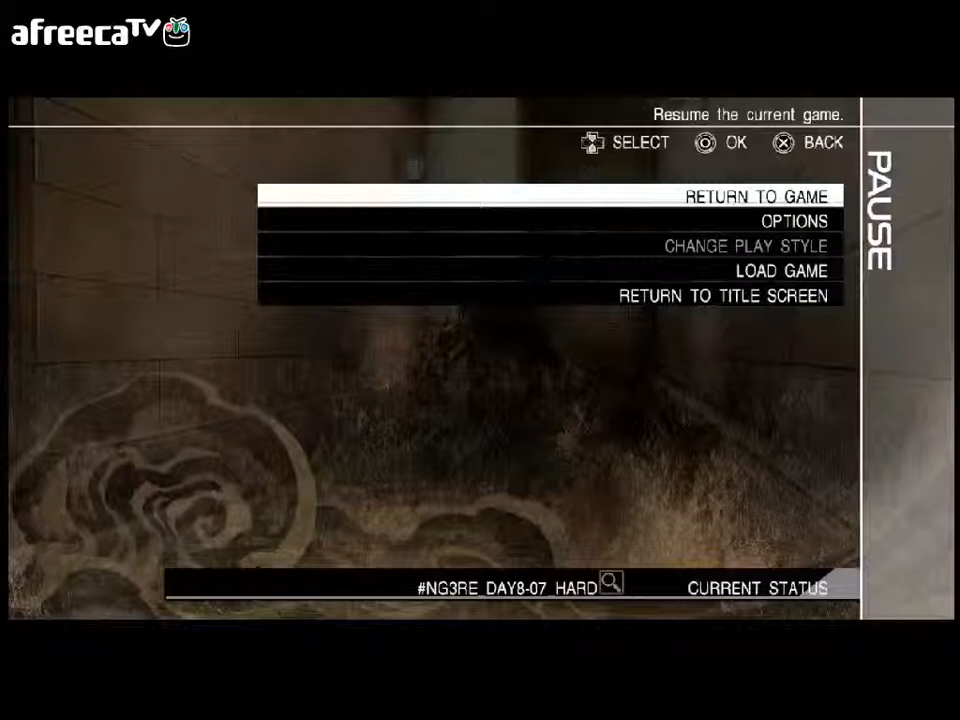 afreecaTV
Resume the current game.
SELECT OK BACK
PAUSE
RETURN TO GAME
OPTIONS
CHANGE PLAY STYLE
LOAD GAME
RETURN TO TITLE SCREEN
#NG3RE_DAY8-07_HARD CURRENT STATUS